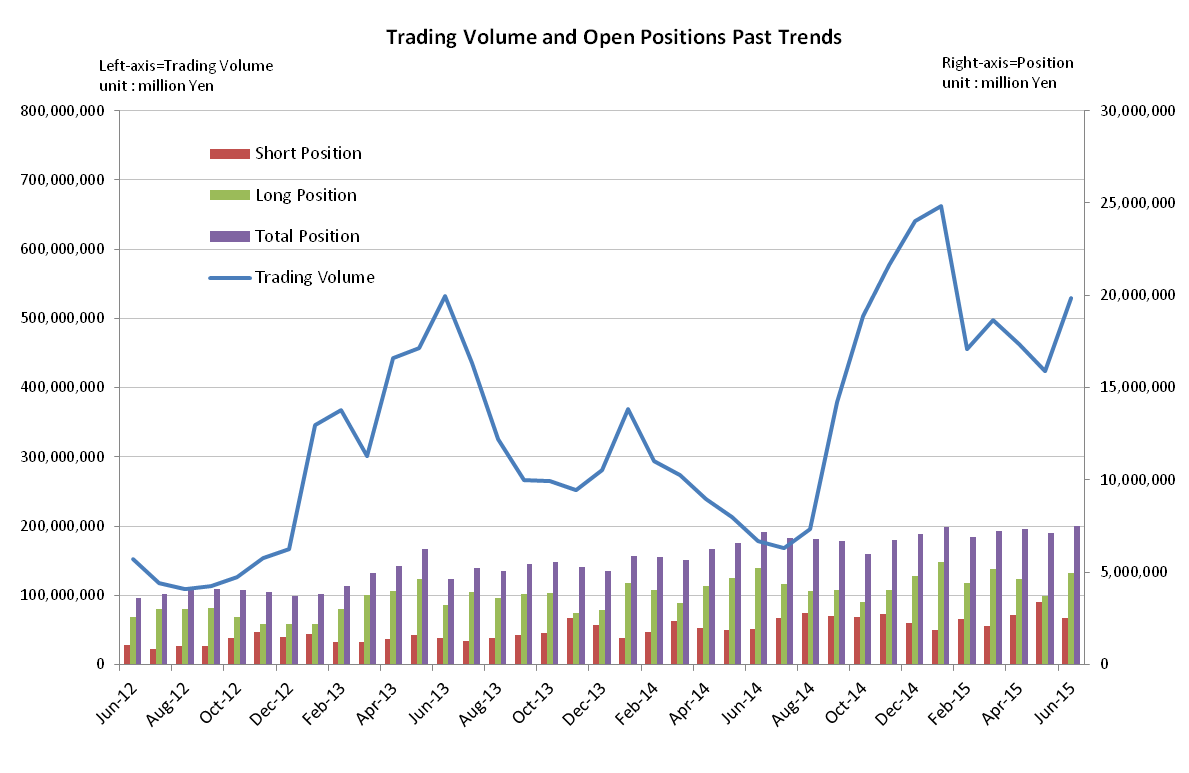 Trading Volume and Open Positions Past Trends
Left-axis=Trading Volume
unit : million Yen
Right-axis=Position
unit : million Yen
800,000,000
700,000,000
600,000,000
500,000,000
400,000,000
300,000,000
200,000,000
100,000,000
0
Short Position
Long Position
Total Position
Trading Volume
30,000,000
25,000,000
20,000,000
15,000,000
10,000,000
5,000,000
0
Jun-12
Aug-12
Oct-12
Dec-12
Feb-13
Apr-13
Jun-13
Aug-13
Oct-13
Dec-13
Feb-14
Apr-14
Jun-14
Aug-14
Oct-14
Dec-14
Feb-15
Apr-15
Jun-15